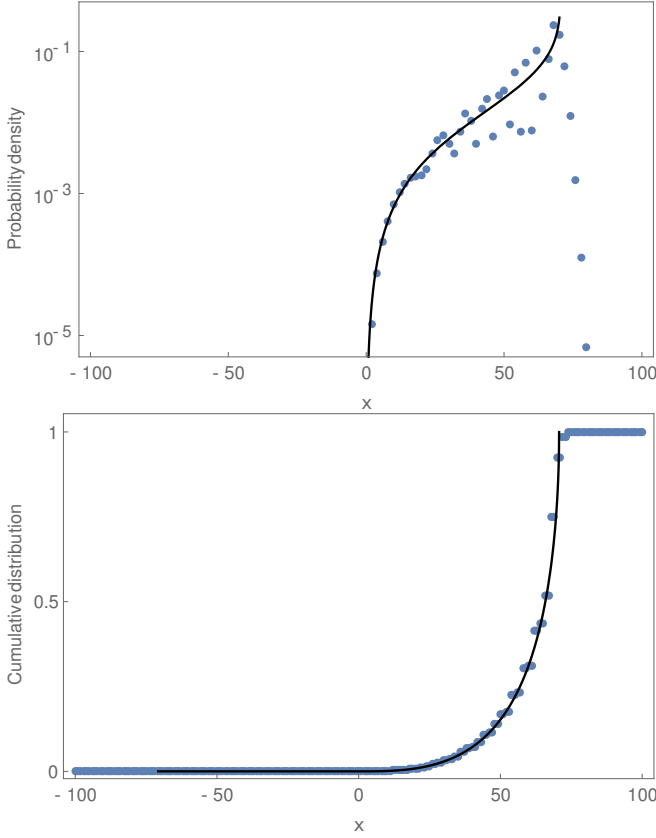 10^-1
10^-3
10^-5
Probability density
- 100 - 50 0 50 100
x
1
0.5
0
Cumulative distribution
- 100 - 50 0 50 100
x